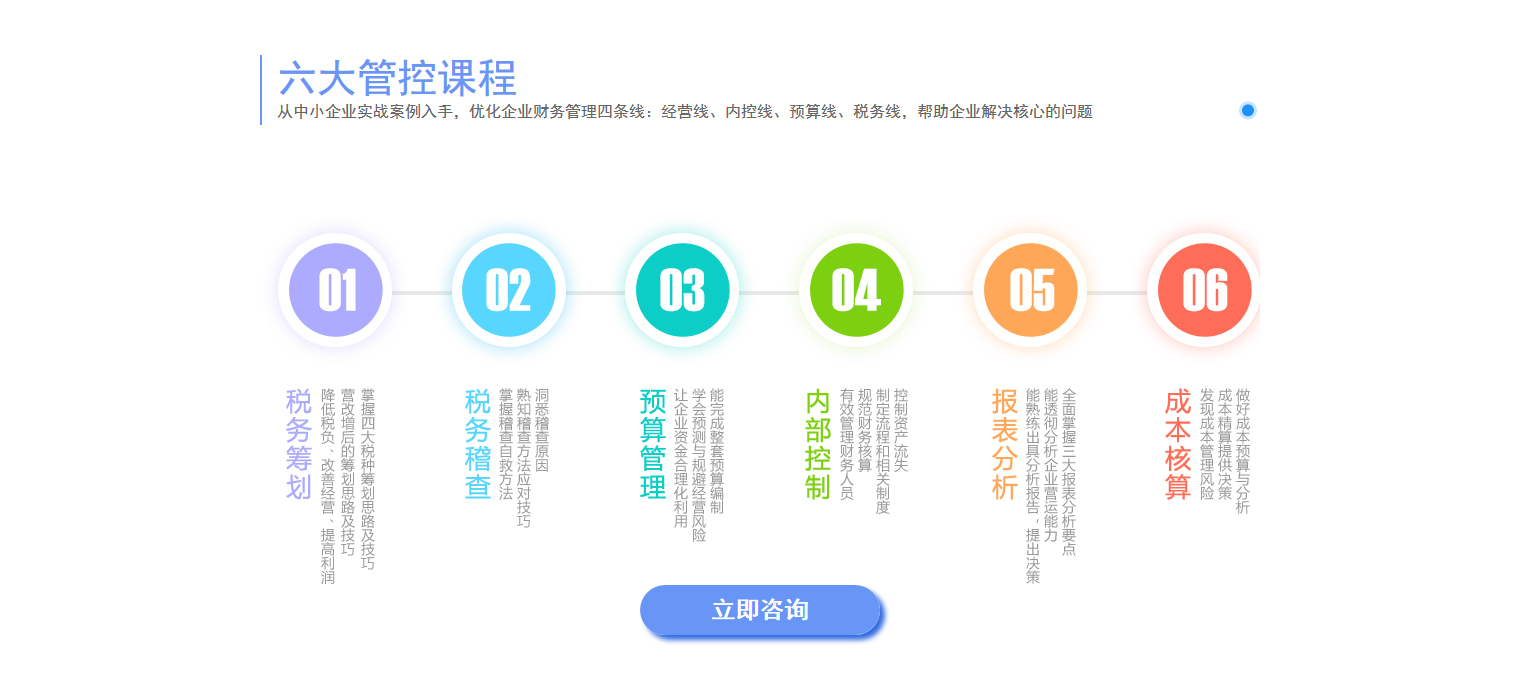 六大管控课程
从中小企业实战案例入手，优化企业财务管理四条线：经营线、内控线、预算线、税务线，帮助企业解决核心的问题
01
02
03
04
05
06
税务筹划
掌握四大税种筹划思路及技巧
营改增后的筹划思路及技巧
降低税负、改善经营、提高利润
税务稽查
洞悉稽查原因
熟知稽查方法应对技巧
掌握稽查自救方法
预算管理
能完成整套预算编制
学会预测与规避经营风险
让企业资金合理化利用
内部控制
控制资产流失
制定流程和相关制度
规范财务核算
有效管理财务人员
报表分析
全面掌握三大报表分析要点
能透彻分析企业营运能力
能熟练出具分析报告，提出决策
成本核算
做好成本预算与分析
成本精算提供决策
发现成本管理风险
立即咨询